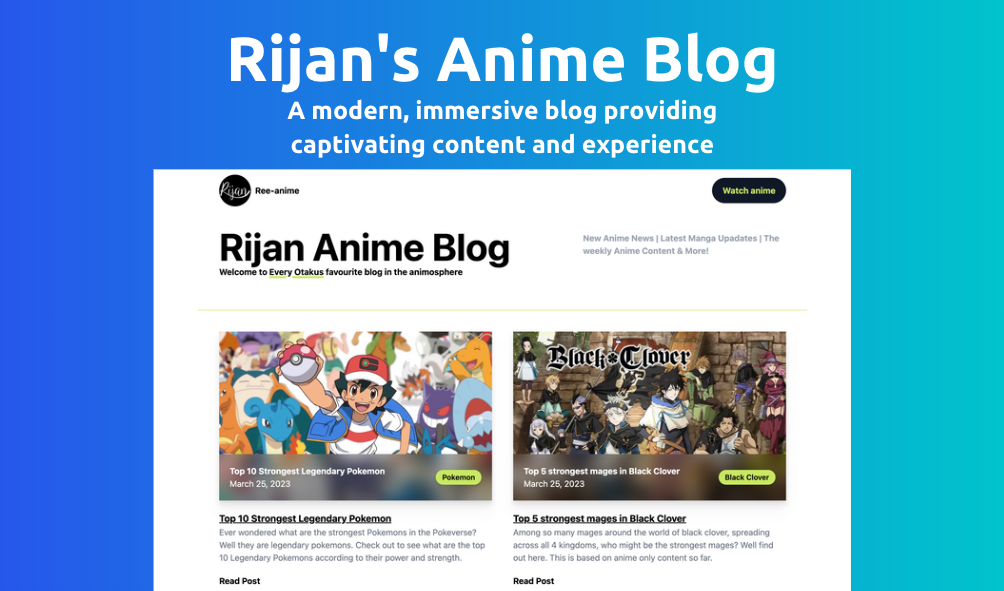 Rijan's Anime Blog
A modern, immersive blog providing
captivating content and experience
Rijan
Ree-anime
Watch anime
Rijan Anime Blog
Welcome to Every Otakus favourite blog in the animosphere
New Anime News | Latest Manga Upadates | The
weekly Anime Content & More!
Black Clover
Top 10 Strongest Legendary Pokemon
March 25, 2023
Pokemon
Top 5 strongest mages in Black Clover
March 25, 2023
Black Clover
Top 10 Strongest Legendary Pokemon
Ever wondered what are the strongest Pokemons in the Pokeverse?
Well they are legendary pokemons. Check out to see what are the top
10 Legendary Pokemons according to their power and strength.
Read Post
Top 5 strongest mages in Black Clover
Among so many mages around the world of black clover, spreading
across all 4 kingdoms, who might be the strongest mages? Well find
out here. This is based on anime only content so far.
Read Post